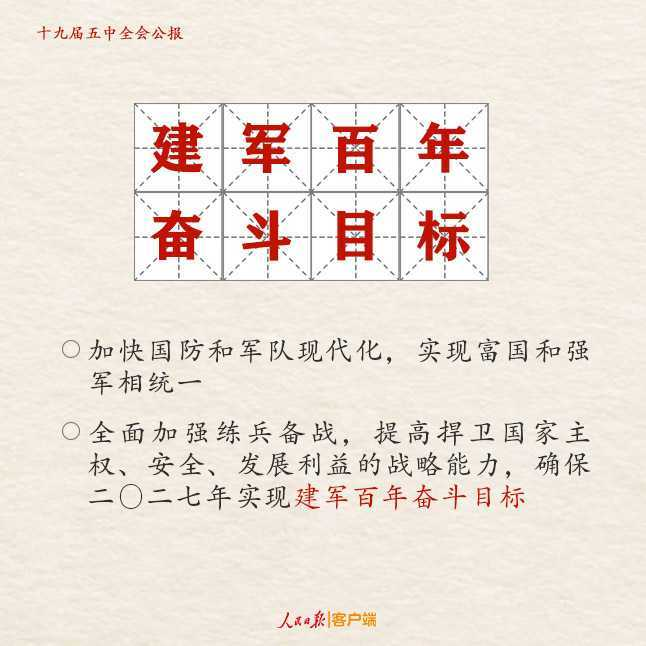 十九届五中全会公报
建军百年
奋斗目标
○ 加快国防和军队现代化，实现富国和强
军相统一
○ 全面加强练兵备战，提高捍卫国家主
权、安全、发展利益的战略能力，确保
二〇二七年实现建军百年奋斗目标
人民日报|客户端